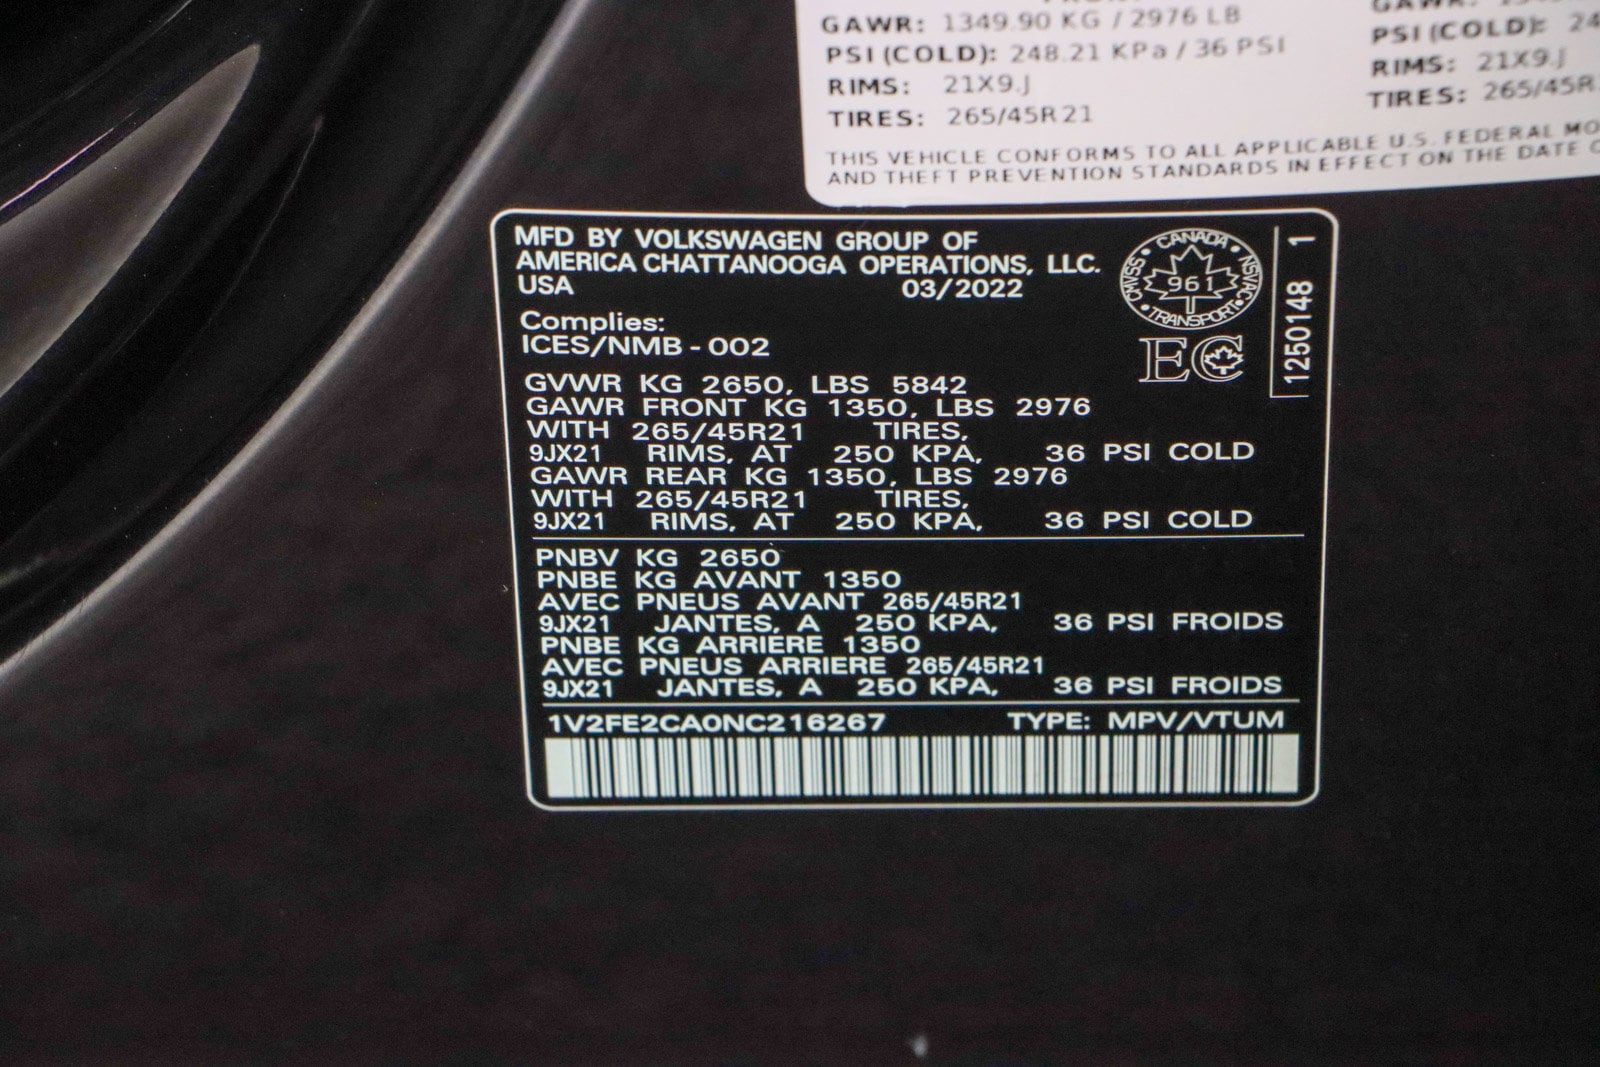 GAWR: 1349.90 KG / 2976 LB
PSI (COLD): 248.21 KPa / 36 PSI
RIMS: 21X9.J
TIRES: 265/45R21
GAWR:
PSI (COLD):
RIMS: 21X9.J
TIRES: 265/45R
THIS VEHICLE CONFORMS TO ALL APPLICABLE U.S. FEDERAL
AND THEFT PREVENTION STANDARDS IN EFFECT ON THE DATE
MFD BY VOLKSWAGEN GROUP OF
AMERICA CHATTANOOGA OPERATIONS, LLC.
USA 03/2022
Complies:
ICES/NMB - 002
CANADA
CMVSS 961 NSVAC
TRANSPORT
EC
1250148 1
GVWR KG 2650, LBS 5842
GAWR FRONT KG 1350, LBS 2976
WITH 265/45R21 TIRES,
9JX21 RIMS, AT 250 KPA, 36 PSI COLD
GAWR REAR KG 1350, LBS 2976
WITH 265/45R21 TIRES,
9JX21 RIMS, AT 250 KPA, 36 PSI COLD
PNBV KG 2650
PNBE KG AVANT 1350
AVEC PNEUS AVANT 265/45R21
9JX21 JANTES, A 250 KPA, 36 PSI FROIDS
PNBE KG ARRIERE 1350
AVEC PNEUS ARRIERE 265/45R21
9JX21 JANTES, A 250 KPA, 36 PSI FROIDS
1V2FE2CA0NC216267 TYPE: MPV/VTUM